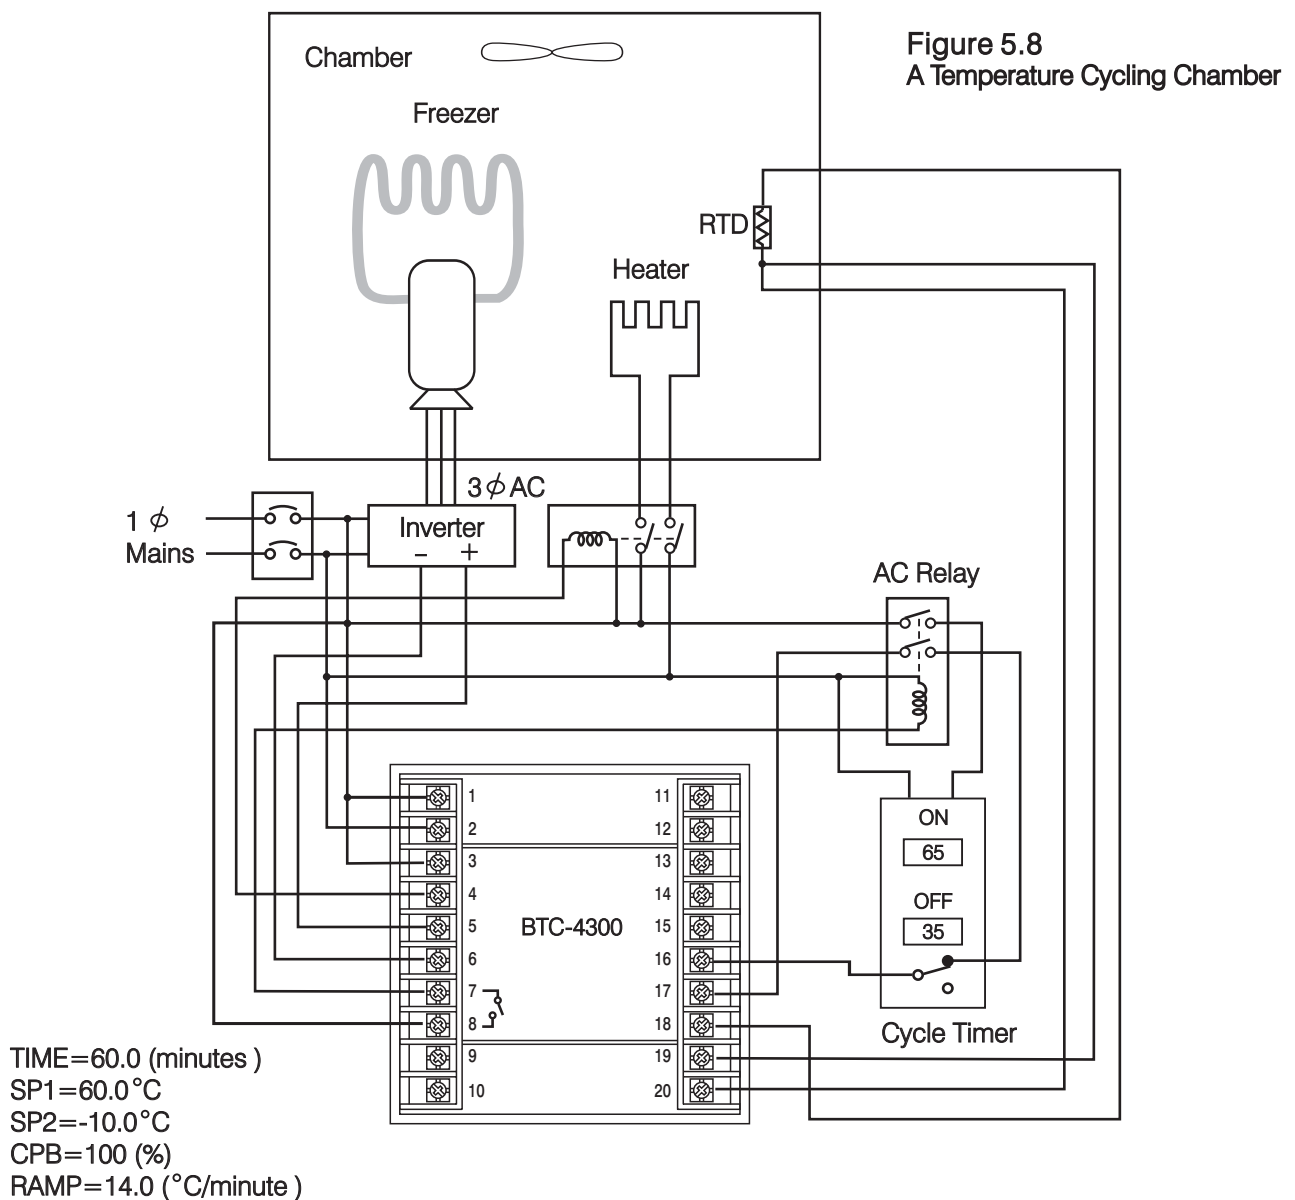 Figure 5.8
A Temperature Cycling Chamber
Chamber
Freezer
RTD
Heater
3 ϕ AC
1 ϕ
Mains
Inverter
− +
AC Relay
1
2
3
4
5
6
7
8
9
10
BTC-4300
11
12
13
14
15
16
17
18
19
20
ON
65
OFF
35
Cycle Timer
TIME=60.0 (minutes )
SP1=60.0°C
SP2=-10.0°C
CPB=100 (%)
RAMP=14.0 (°C/minute )